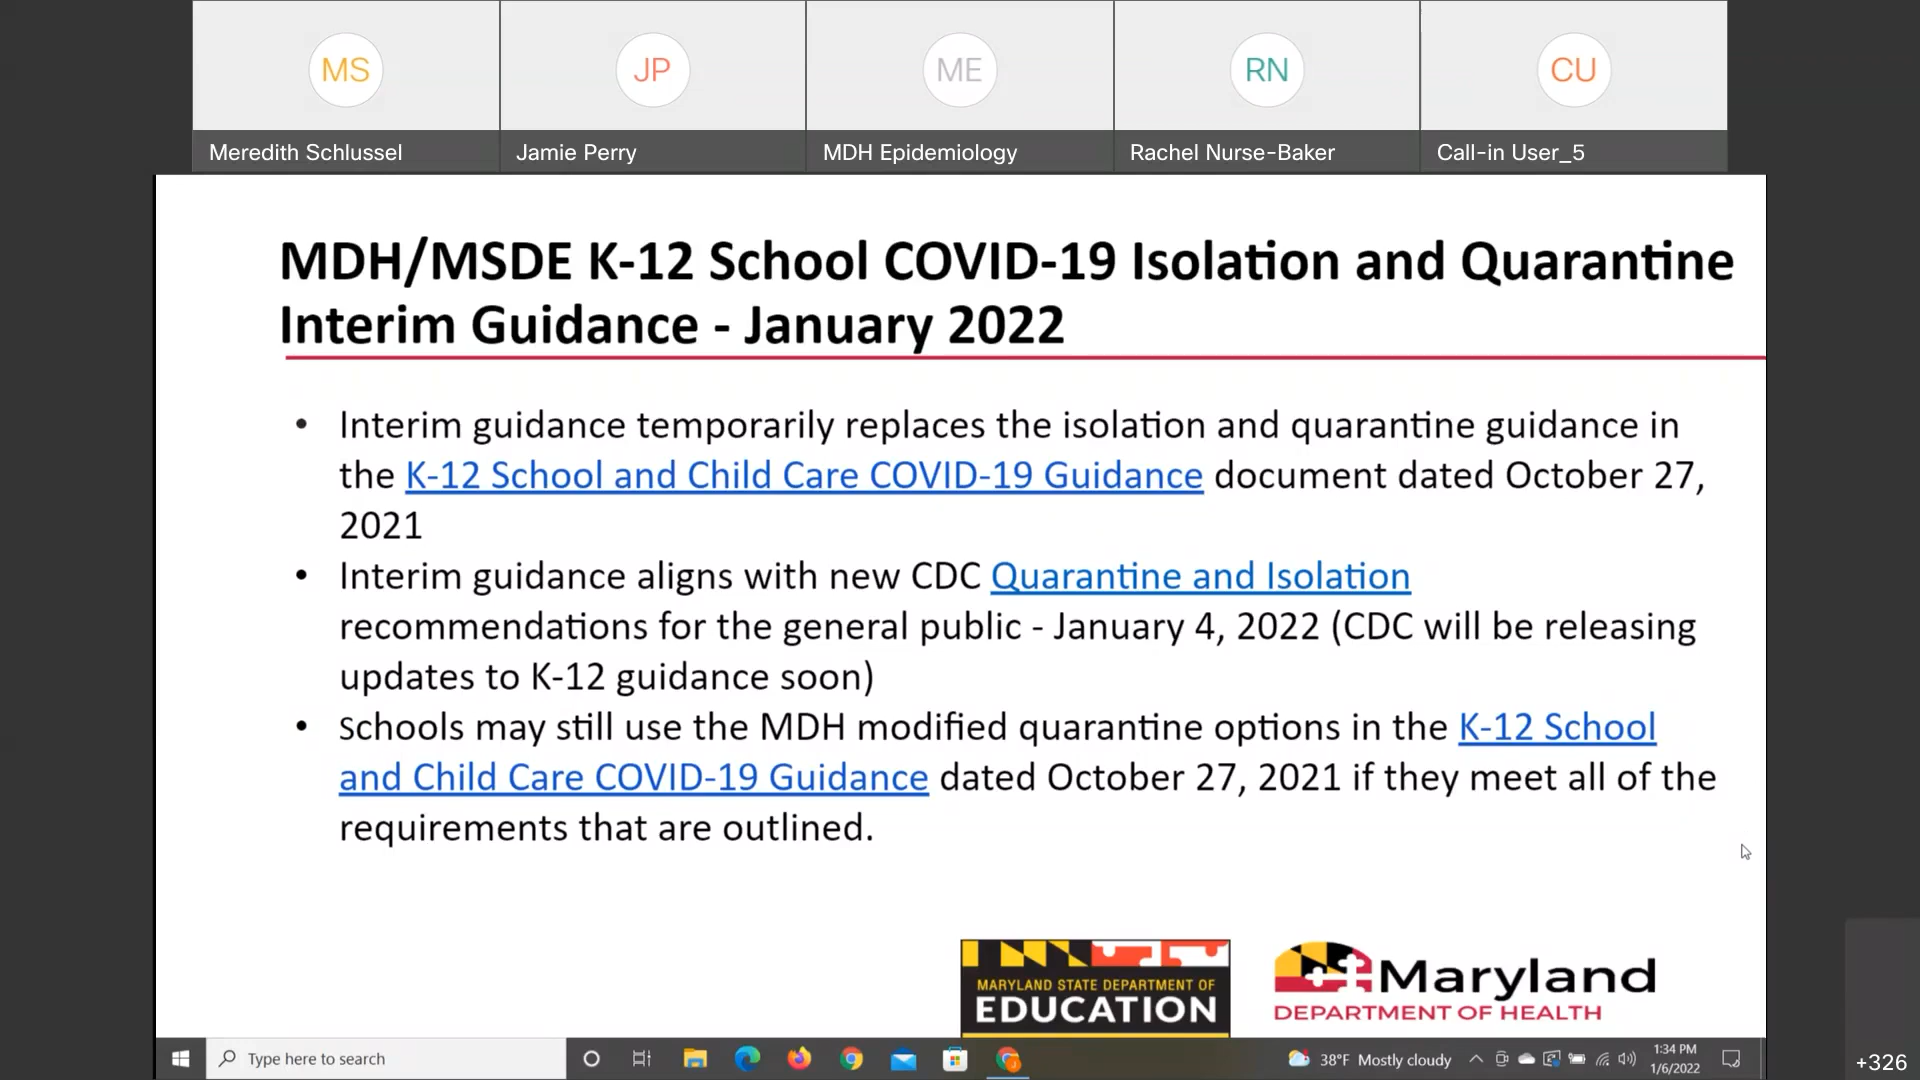 MS
JP
ME
RN
CU
Meredith Schlussel
Jamie Perry
MDH Epidemiology
Rachel Nurse-Baker
Call-in User_5
MDH/MSDE K-12 School COVID-19 Isolation and Quarantine
Interim Guidance - January 2022
• Interim guidance temporarily replaces the isolation and quarantine guidance in
the K-12 School and Child Care COVID-19 Guidance document dated October 27,
2021
• Interim guidance aligns with new CDC Quarantine and Isolation
recommendations for the general public - January 4, 2022 (CDC will be releasing
updates to K-12 guidance soon)
• Schools may still use the MDH modified quarantine options in the K-12 School
and Child Care COVID-19 Guidance dated October 27, 2021 if they meet all of the
requirements that are outlined.
MARYLAND STATE DEPARTMENT OF
EDUCATION
Maryland
DEPARTMENT OF HEALTH
Type here to search
38°F Mostly cloudy
1:34 PM
1/6/2022
+326